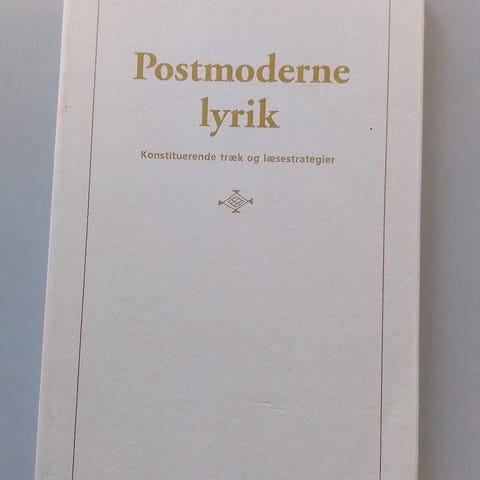 Postmoderne
lyrik
Konstituerende træk og læsestrategier